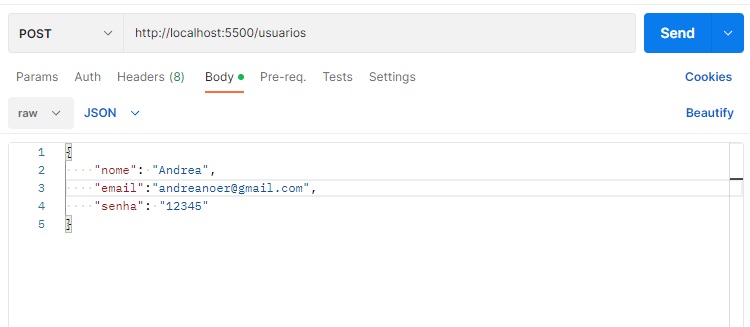 POST http://localhost:5500/usuarios Send
Params Auth Headers (8) Body Pre-req. Tests Settings Cookies
raw JSON Beautify
1 {
2 "nome": "Andrea",
3 "email":"andreanoer@gmail.com",
4 "senha": "12345"
5 }